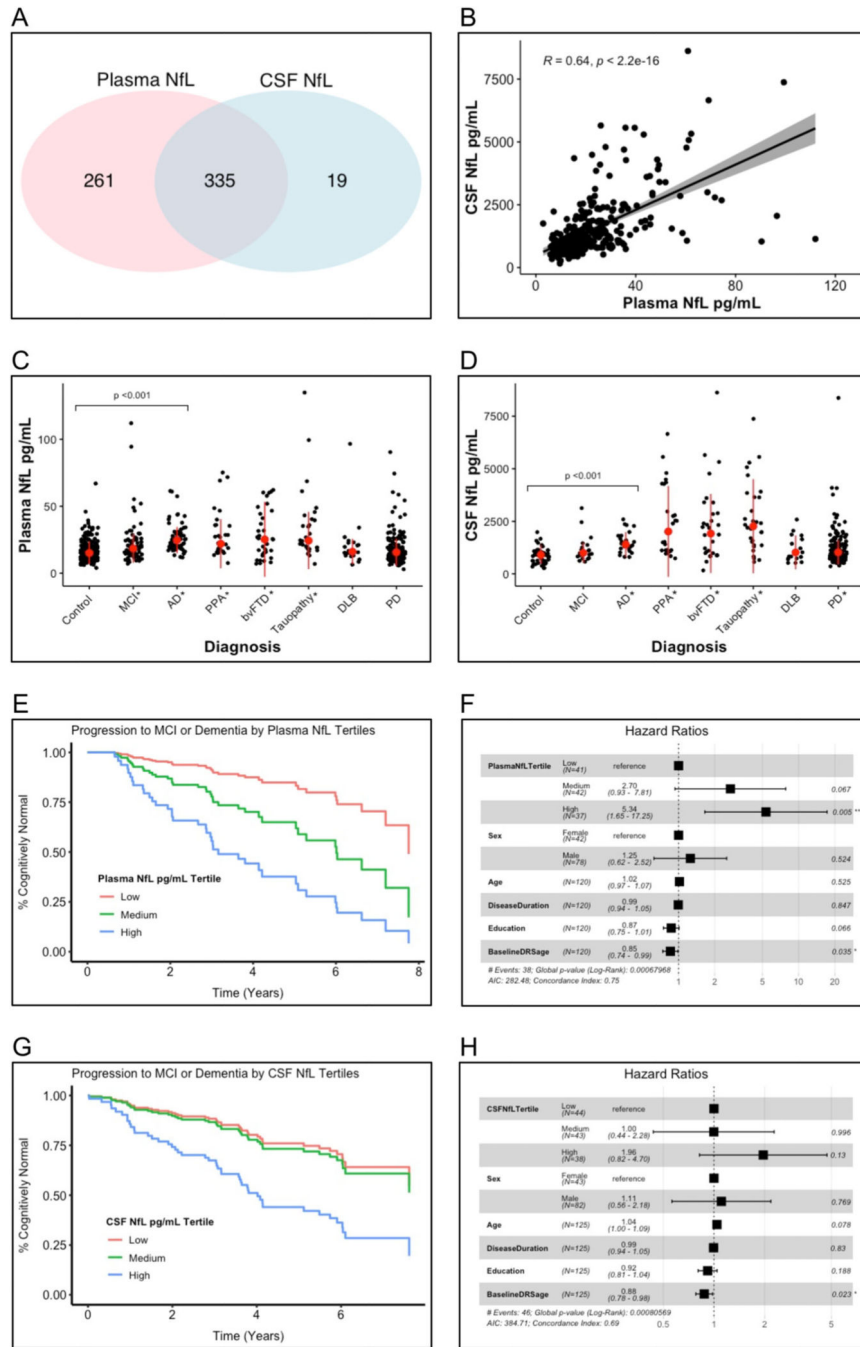 A
Plasma NfL
CSF NfL
261
335
19
B
R = 0.64, p < 2.2e-16
CSF NfL pg/mL
7500
5000
2500
0
0
40
80
120
Plasma NfL pg/mL
C
p <0.001
Plasma NfL pg/mL
100
50
0
Control
MCI*
AD*
PPA*
bvFTD*
Tauopathy*
DLB
PD
Diagnosis
D
p <0.001
CSF NfL pg/mL
7500
5000
2500
0
Control
MCI
AD*
PPA*
bvFTD*
Tauopathy*
DLB
PD*
Diagnosis
E
Progression to MCI or Dementia by Plasma NfL Tertiles
% Cognitively Normal
1.00
0.75
0.50
0.25
0.00
Plasma NfL pg/mL Tertile
Low
Medium
High
0
2
4
6
8
Time (Years)
F
Hazard Ratios
PlasmaNfLTertile
Low
(N=41)
reference
Medium
(N=42)
2.70
(0.93 - 7.81)
0.067
High
(N=37)
5.34
(1.65 - 17.25)
0.005 **
Sex
Female
(N=42)
reference
Male
(N=78)
1.25
(0.62 - 2.52)
0.524
Age
(N=120)
1.02
(0.97 - 1.07)
0.525
DiseaseDuration
(N=120)
0.99
(0.94 - 1.05)
0.847
Education
(N=120)
0.87
(0.75 - 1.01)
0.066
BaselineDRSage
(N=120)
0.85
(0.74 - 0.99)
0.035 *
# Events: 38; Global p-value (Log-Rank): 0.00067968
AIC: 282.48; Concordance Index: 0.75
1
2
5
10
20
G
Progression to MCI or Dementia by CSF NfL Tertiles
% Cognitively Normal
1.00
0.75
0.50
0.25
0.00
CSF NfL pg/mL Tertile
Low
Medium
High
0
2
4
6
Time (Years)
H
Hazard Ratios
CSFNfLTertile
Low
(N=44)
reference
Medium
(N=43)
1.00
(0.44 - 2.28)
0.996
High
(N=38)
1.96
(0.82 - 4.70)
0.13
Sex
Female
(N=43)
reference
Male
(N=82)
1.11
(0.56 - 2.18)
0.769
Age
(N=125)
1.04
(1.00 - 1.09)
0.078
DiseaseDuration
(N=125)
0.99
(0.94 - 1.05)
0.83
Education
(N=125)
0.92
(0.81 - 1.04)
0.188
BaselineDRSage
(N=125)
0.88
(0.78 - 0.98)
0.023 *
# Events: 46; Global p-value (Log-Rank): 0.00080569
AIC: 384.71; Concordance Index: 0.69
0.5
1
2
5